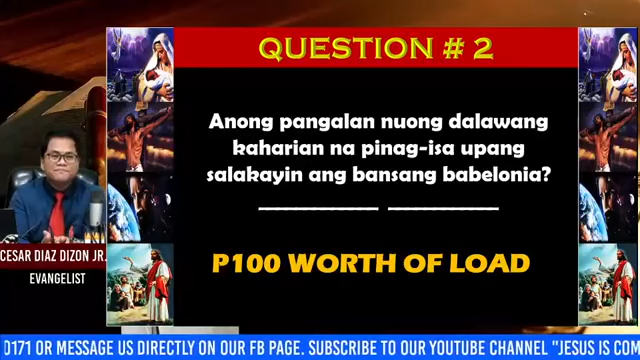 QUESTION # 2
Anong pangalan nuong dalawang
kaharian na pinag-isa upang
salakayin ang bansang babelonia?
____________ ____________
P100 WORTH OF LOAD
CESAR DIAZ DIZON JR.
EVANGELIST
0171 OR MESSAGE US DIRECTLY ON OUR FB PAGE. SUBSCRIBE TO OUR YOUTUBE CHANNEL "JESUS IS COM